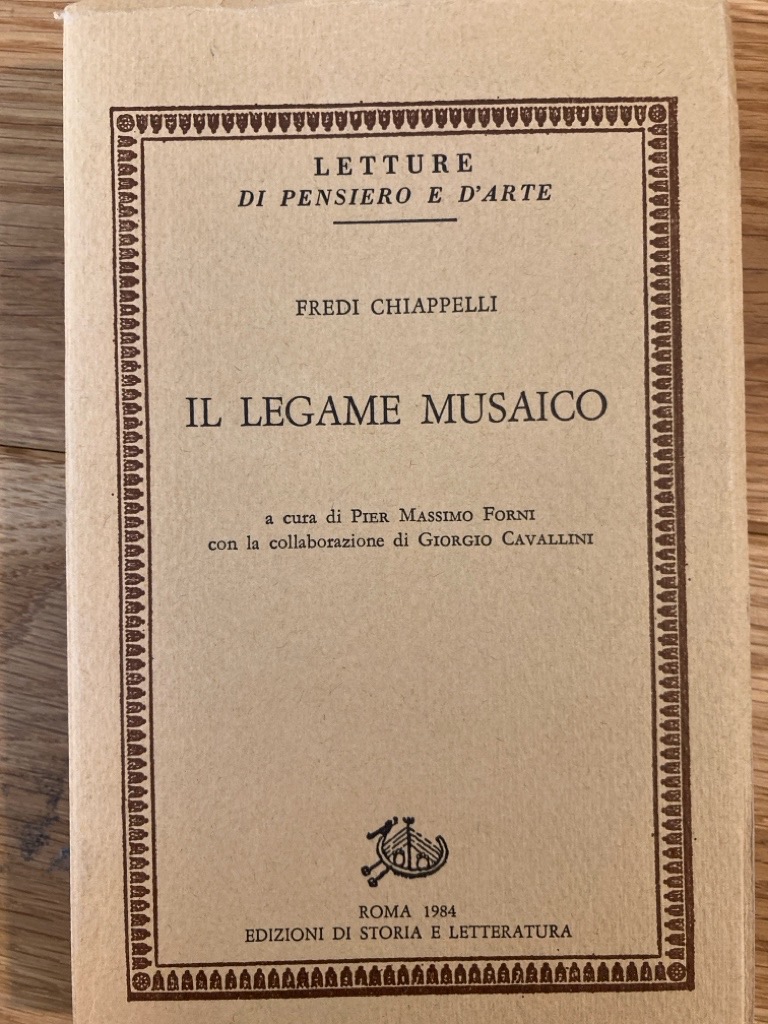 LETTURE
DI PENSIERO E D'ARTE
FREDI CHIAPPELLI
IL LEGAME MUSAICO
a cura di PIER MASSIMO FORNI
con la collaborazione di GIORGIO CAVALLINI
ROMA 1984
EDIZIONI DI STORIA E LETTERATURA